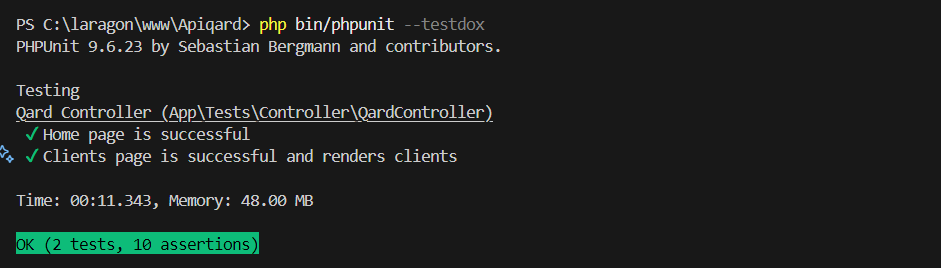 PS C:\laragon\www\Apiqard> php bin/phpunit --testdox
PHPUnit 9.6.23 by Sebastian Bergmann and contributors.
Testing
Qard Controller (App\Tests\Controller\QardController)
✓ Home page is successful
✓ Clients page is successful and renders clients
Time: 00:11.343, Memory: 48.00 MB
OK (2 tests, 10 assertions)